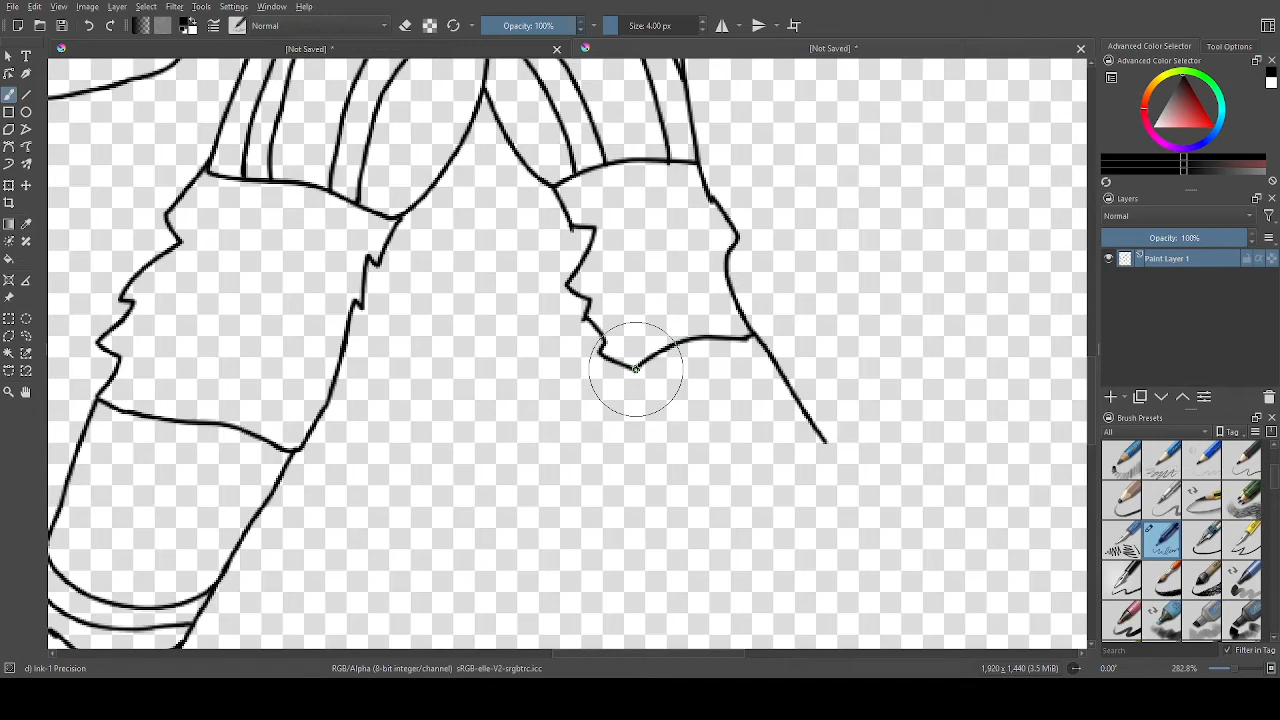 File Edit View Image Layer Select Filter Tools Settings Window Help
Normal Opacity: 100% Size: 4.00 px
[Not Saved] * [Not Saved] *
Advanced Color Selector Tool Options
Advanced Color Selector
Layers
Normal
Opacity: 100%
Paint Layer 1
Brush Presets
All Tag
Search Filter in Tag
d) Ink-1 Precision RGB/Alpha (8-bit integer/channel) sRGB-elle-V2-srgbtrc.icc 1,920 x 1,440 (3.5 MiB) 0.00° 282.8%